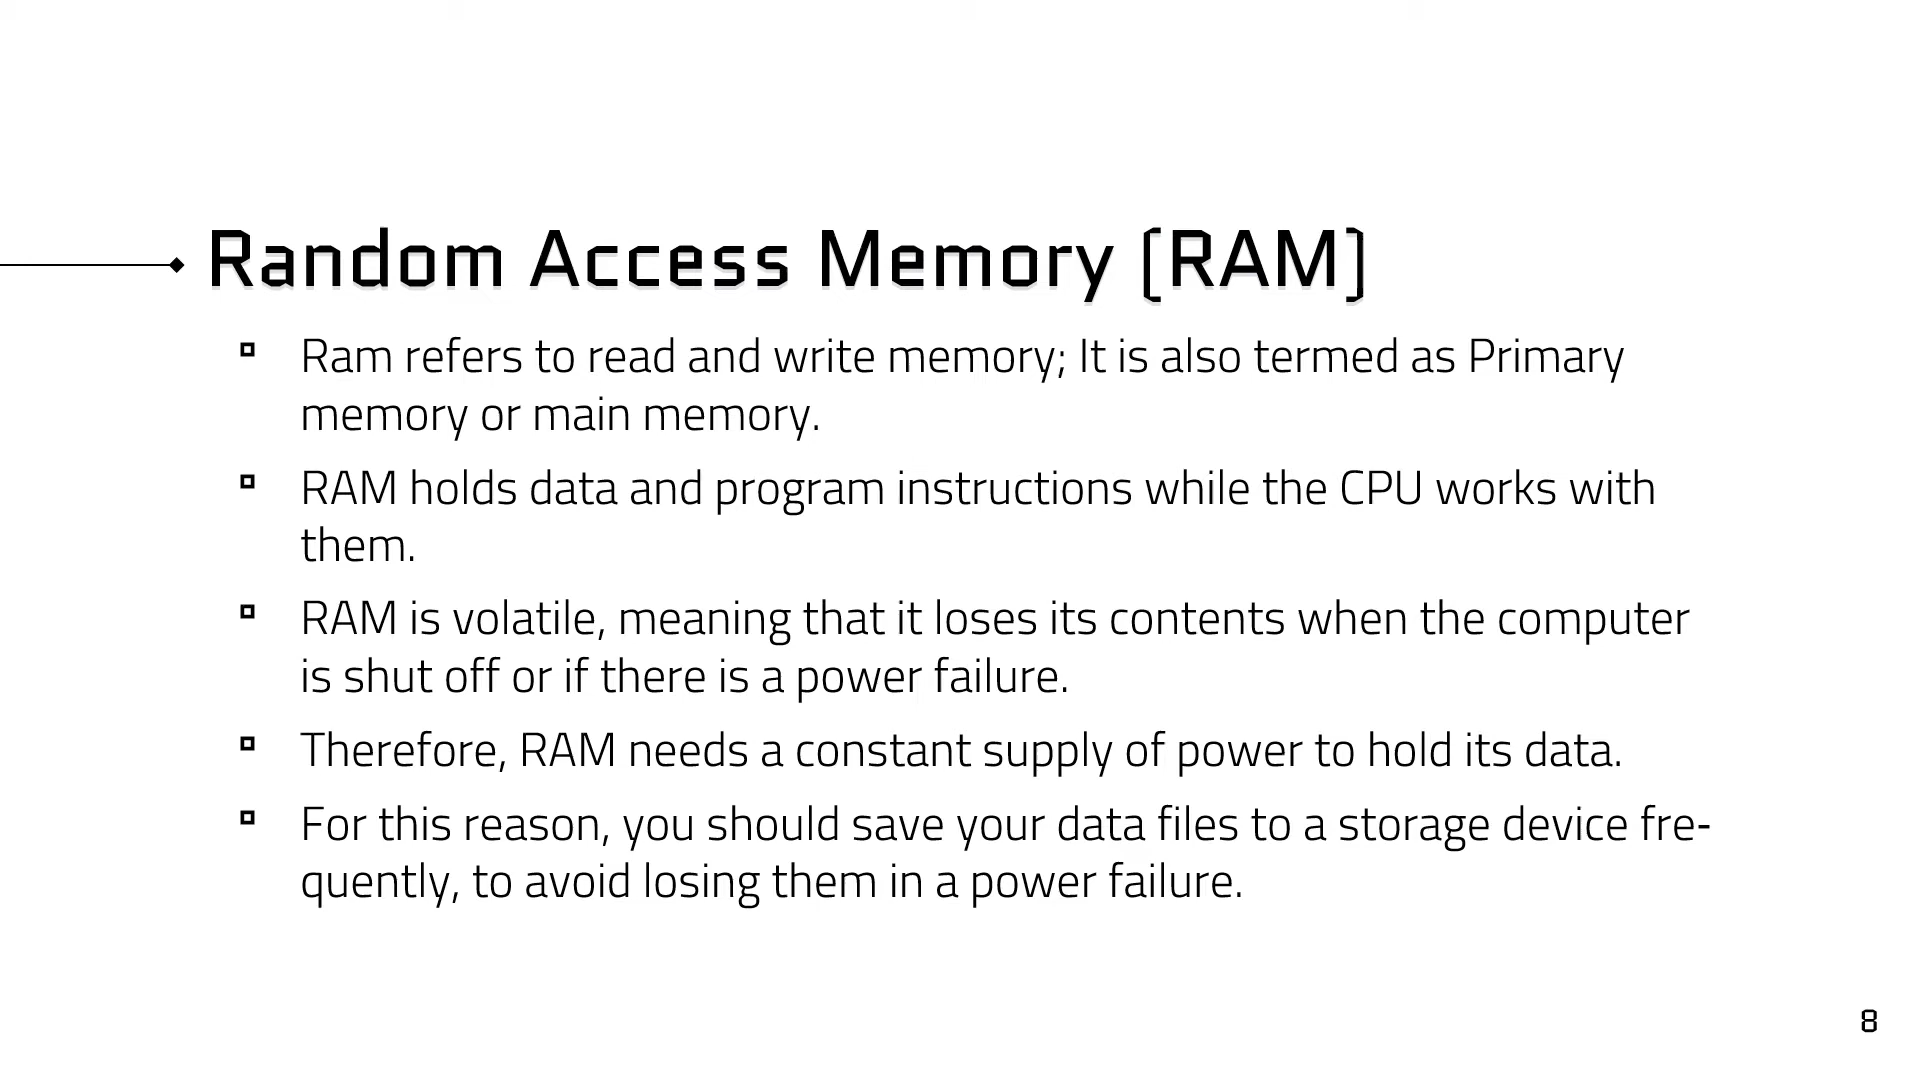 Random Access Memory (RAM)
Ram refers to read and write memory; It is also termed as Primary
memory or main memory.
RAM holds data and program instructions while the CPU works with
them.
RAM is volatile, meaning that it loses its contents when the computer
is shut off or if there is a power failure.
Therefore, RAM needs a constant supply of power to hold its data.
For this reason, you should save your data files to a storage device fre-
quently, to avoid losing them in a power failure.
8